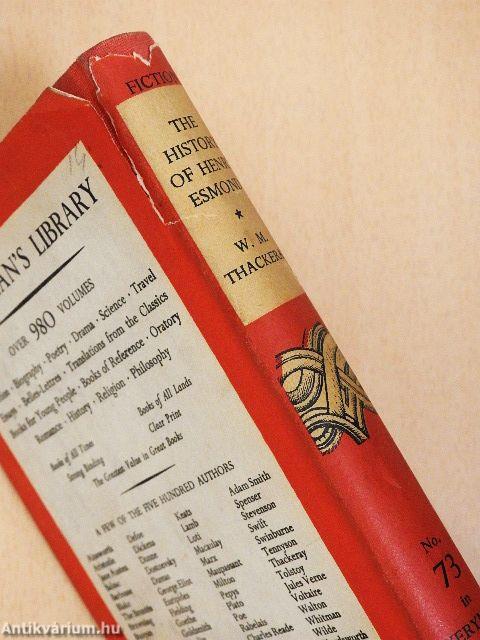 FICTION
THE
HISTORY
OF HENRY
ESMOND
★
W. M.
THACKERAY
No.
73
in
AN'S LIBRARY
OVER 980 VOLUMES
Biography · Poetry · Drama · Science · Travel
Belles-Lettres · Translations from the Classics
Books for Young People · Books of Reference · Oratory
Romance · History · Religion · Philosophy
Books of All Times
Books of All Lands
Strong Binding
Clear Print
The Greatest Value in Great Books
A FEW OF THE FIVE HUNDRED AUTHORS
Defoe
Dickens
Donne
George Eliot
Fielding
Goethe
Goldsmith
Keats
Lamb
Loti
Macaulay
Marx
Maupassant
Milton
Pepys
Plato
Poe
Rabelais
Charles Reade
Adam Smith
Spenser
Stevenson
Swift
Swinburne
Tennyson
Thackeray
Tolstoy
Jules Verne
Voltaire
Walton
Whitman
Wilde
Antikvárium.hu